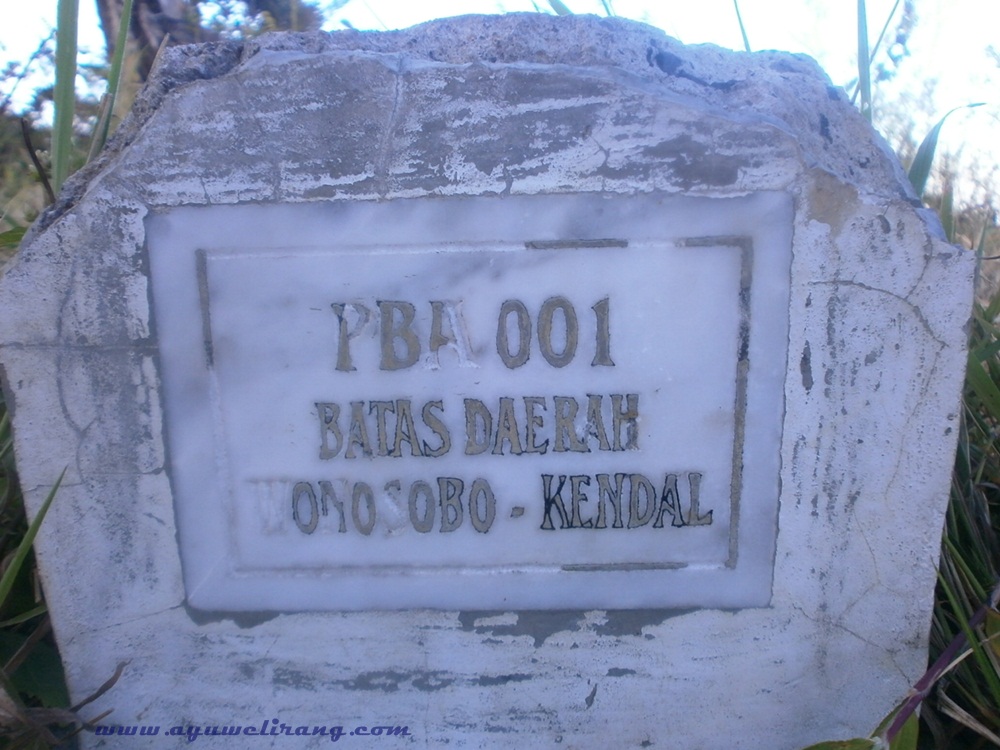 PBA 001
BATAS DAERAH
WONOSOBO - KENDAL
www.ayuwelirang.com